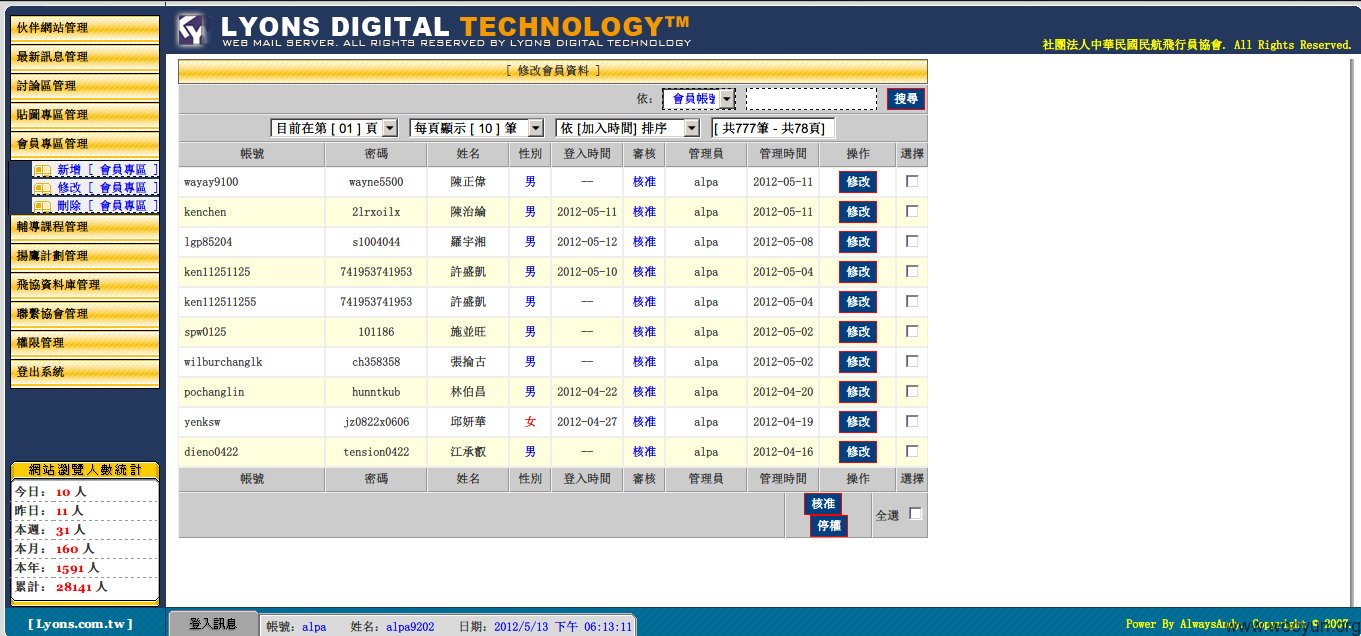 LYONS DIGITAL TECHNOLOGY™
WEB MAIL SERVER. ALL RIGHTS RESERVED BY LYONS DIGITAL TECHNOLOGY
社團法人中華民國民航飛行員協會. All Rights Reserved.
伙伴網站管理
最新訊息管理
討論區管理
貼圖專區管理
會員專區管理
新增 [ 會員專區 ]
修改 [ 會員專區 ]
刪除 [ 會員專區 ]
輔導課程管理
揚鷹計劃管理
飛協資料庫管理
聯繫協會管理
權限管理
登出系統
網站瀏覽人數統計
今日: 10 人
昨日: 11 人
本週: 31 人
本月: 160 人
本年: 1591 人
累計: 28141 人
[ 修改會員資料 ]
依: 會員帳號 搜尋
目前在第 [ 01 ] 頁 每頁顯示 [ 10 ] 筆 依 [加入時間] 排序 [ 共777筆 - 共78頁]
帳號 密碼 姓名 性別 登入時間 審核 管理員 管理時間 操作 選擇
wayay9100 wayne5500 陳正偉 男 -- 核准 alpa 2012-05-11 修改
kenchen 2lrxoilx 陳治綸 男 2012-05-11 核准 alpa 2012-05-11 修改
lgp85204 s1004044 羅宇湘 男 2012-05-12 核准 alpa 2012-05-08 修改
ken11251125 741953741953 許盛凱 男 2012-05-10 核准 alpa 2012-05-04 修改
ken112511255 741953741953 許盛凱 男 -- 核准 alpa 2012-05-04 修改
spw0125 101186 施並旺 男 -- 核准 alpa 2012-05-02 修改
wilburchanglk ch358358 張掄古 男 -- 核准 alpa 2012-05-02 修改
pochanglin hunntkub 林伯昌 男 2012-04-22 核准 alpa 2012-04-20 修改
yenksw jz0822x0606 邱妍華 女 2012-04-27 核准 alpa 2012-04-19 修改
dieno0422 tension0422 江承叡 男 -- 核准 alpa 2012-04-16 修改
帳號 密碼 姓名 性別 登入時間 審核 管理員 管理時間 操作 選擇
核准
停權
全選
[ Lyons.com.tw ]
登入訊息 帳號: alpa 姓名: alpa9202 日期: 2012/5/13 下午 06:13:11
Power By AlwaysAndy. Copyright © 2007.
www.wooyun.org